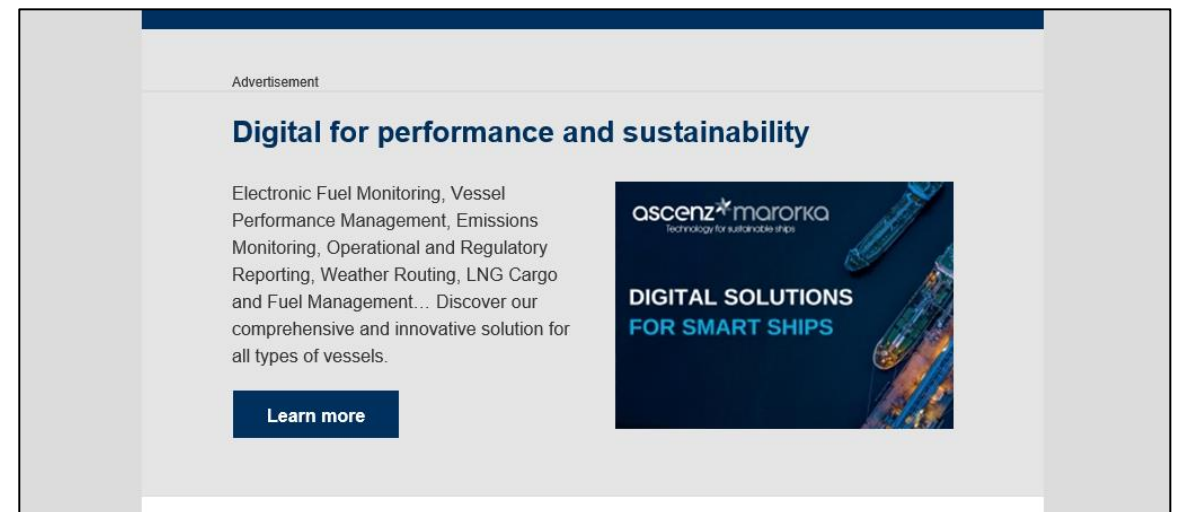 Advertisement
Digital for performance and sustainability
Electronic Fuel Monitoring, Vessel
Performance Management, Emissions
Monitoring, Operational and Regulatory
Reporting, Weather Routing, LNG Cargo
and Fuel Management... Discover our
comprehensive and innovative solution for
all types of vessels.
Learn more
ascenz mararka
Technology for sustainable ships
DIGITAL SOLUTIONS
FOR SMART SHIPS